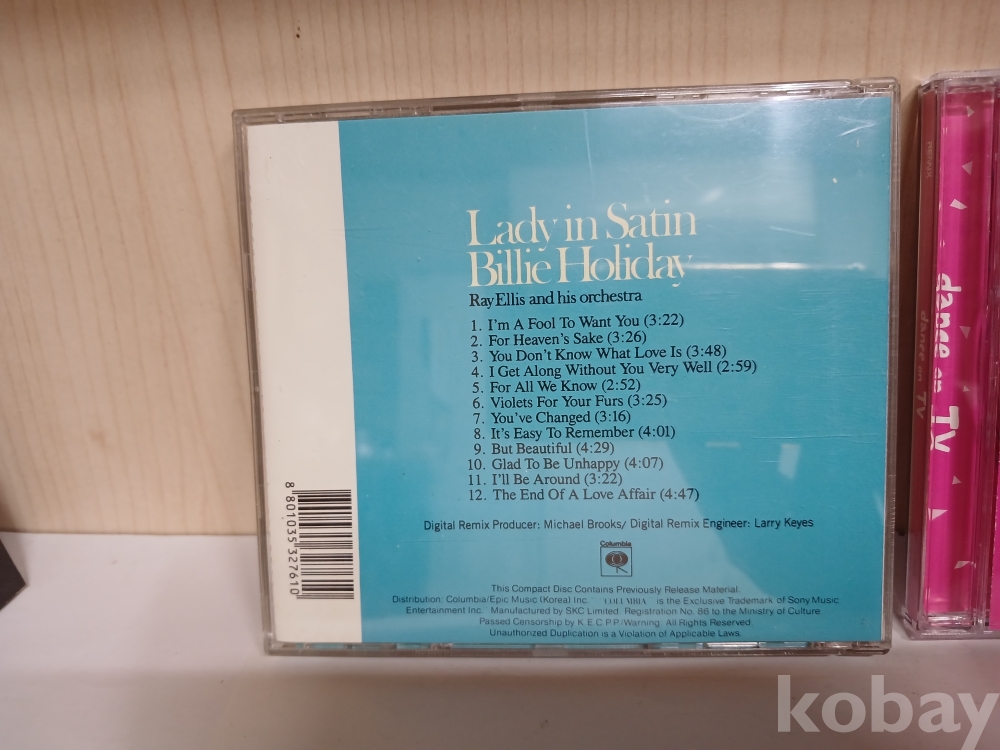 Lady in Satin
Billie Holiday
Ray Ellis and his orchestra
1. I'm A Fool To Want You (3:22)
2. For Heaven's Sake (3:26)
3. You Don't Know What Love Is (3:48)
4. I Get Along Without You Very Well (2:59)
5. For All We Know (2:52)
6. Violets For Your Furs (3:25)
7. You've Changed (3:16)
8. It's Easy To Remember (4:01)
9. But Beautiful (4:29)
10. Glad To Be Unhappy (4:07)
11. I'll Be Around (3:22)
12. The End Of A Love Affair (4:47)
Digital Remix Producer: Michael Brooks/ Digital Remix Engineer: Larry Keyes
Columbia
This Compact Disc Contains Previously Release Material.
Distribution: Columbia/Epic Music (Korea) Inc. "COLUMBIA" is the Exclusive Trademark of Sony Music
Entertainment Inc. Manufactured by SKC Limited. Registration No. 86 to the Ministry of Culture.
Passed Censorship by K.E.C.P.P./Warning: All Rights Reserved.
Unauthorized Duplication is a Violation of Applicable Laws.
8 801035 327610
dance on TV
dance on TV
kobay